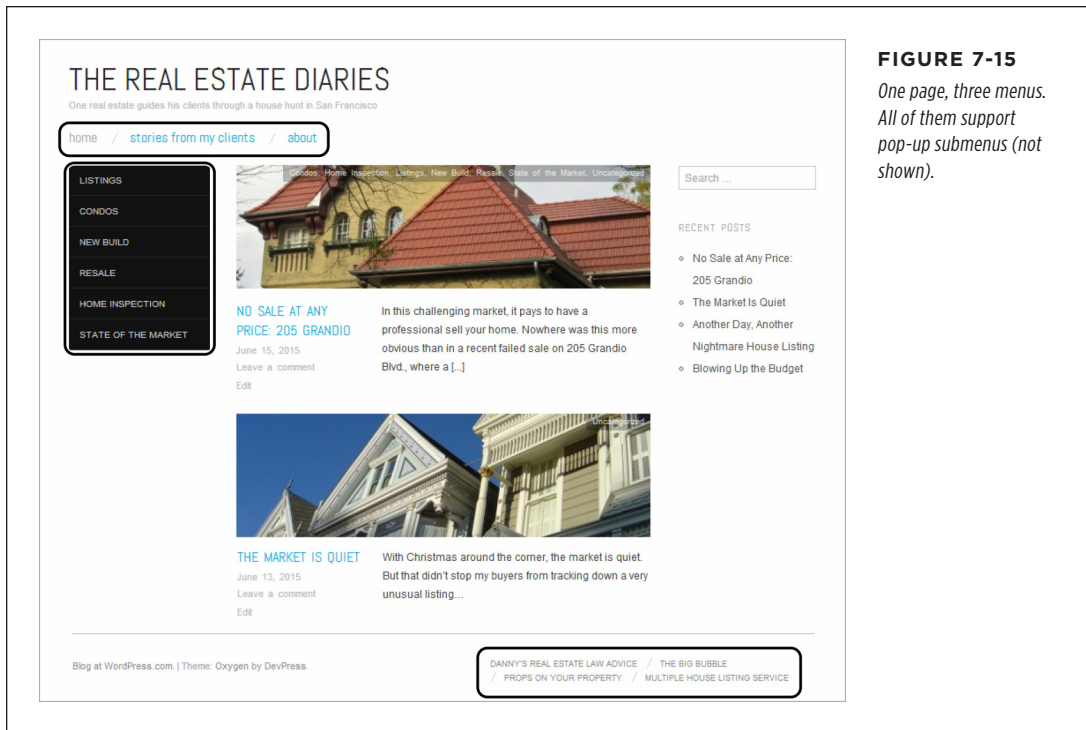 THE REAL ESTATE DIARIES
One real estate guides his clients through a house hunt in San Francisco
home / stories from my clients / about
LISTINGS
CONDOS
NEW BUILD
RESALE
HOME INSPECTION
STATE OF THE MARKET
Condos, Home Inspection, Listings, New Build, Resale, State of the Market, Uncategorized
NO SALE AT ANY
PRICE: 205 GRANDIO
June 15, 2015
Leave a comment
Edit
In this challenging market, it pays to have a
professional sell your home. Nowhere was this more
obvious than in a recent failed sale on 205 Grandio
Blvd., where a [...]
Uncategorized
THE MARKET IS QUIET
June 13, 2015
Leave a comment
Edit
With Christmas around the corner, the market is quiet.
But that didn't stop my buyers from tracking down a very
unusual listing…
Search ...
RECENT POSTS
No Sale at Any Price:
205 Grandio
The Market Is Quiet
Another Day, Another
Nightmare House Listing
Blowing Up the Budget
Blog at WordPress.com. | Theme: Oxygen by DevPress.
DANNY'S REAL ESTATE LAW ADVICE / THE BIG BUBBLE
/ PROPS ON YOUR PROPERTY / MULTIPLE HOUSE LISTING SERVICE
FIGURE 7-15
One page, three menus.
All of them support
pop-up submenus (not
shown).